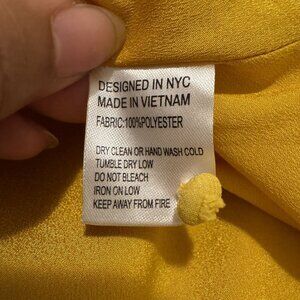 DESIGNED IN NYC
MADE IN VIETNAM
FABRIC:100%POLYESTER
DRY CLEAN OR HAND WASH COLD
TUMBLE DRY LOW
DO NOT BLEACH
IRON ON LOW
KEEP AWAY FROM FIRE